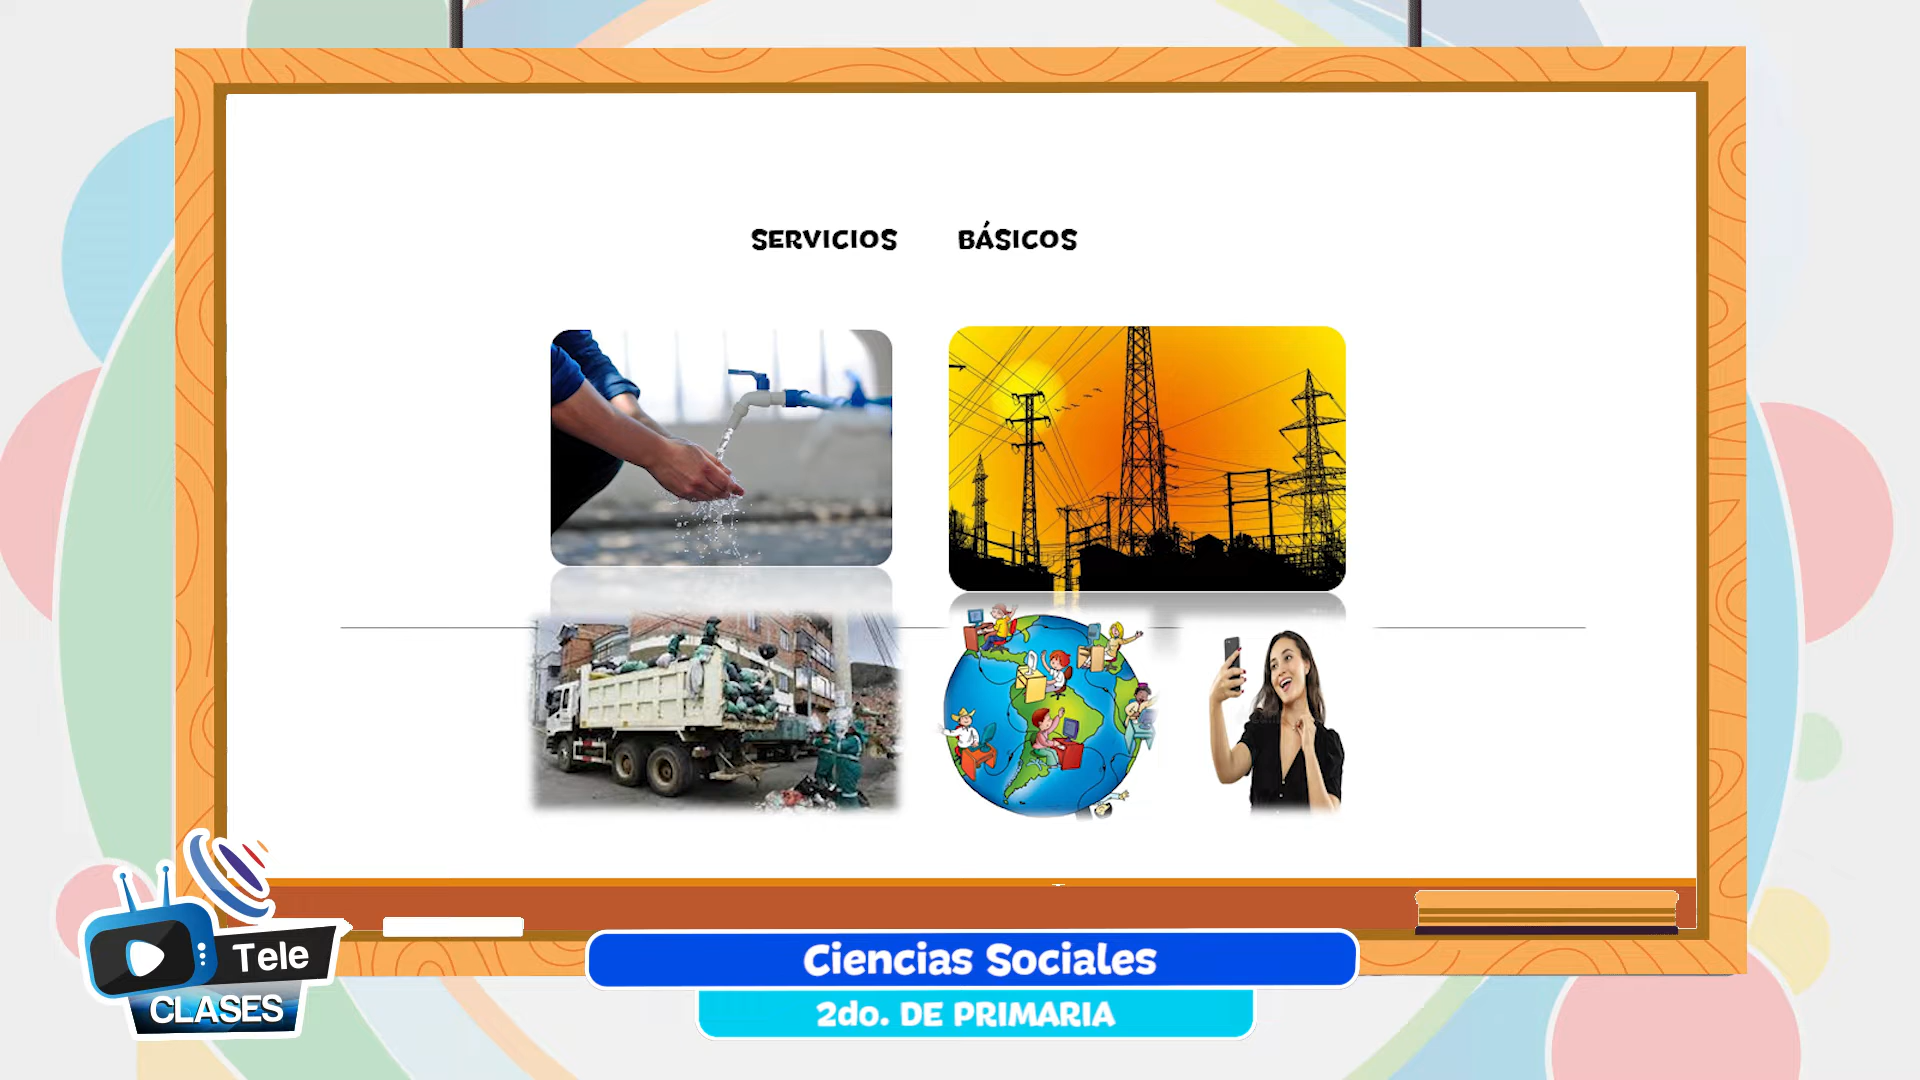 SERVICIOS BÁSICOS
Tele
CLASES
Ciencias Sociales
2do. DE PRIMARIA